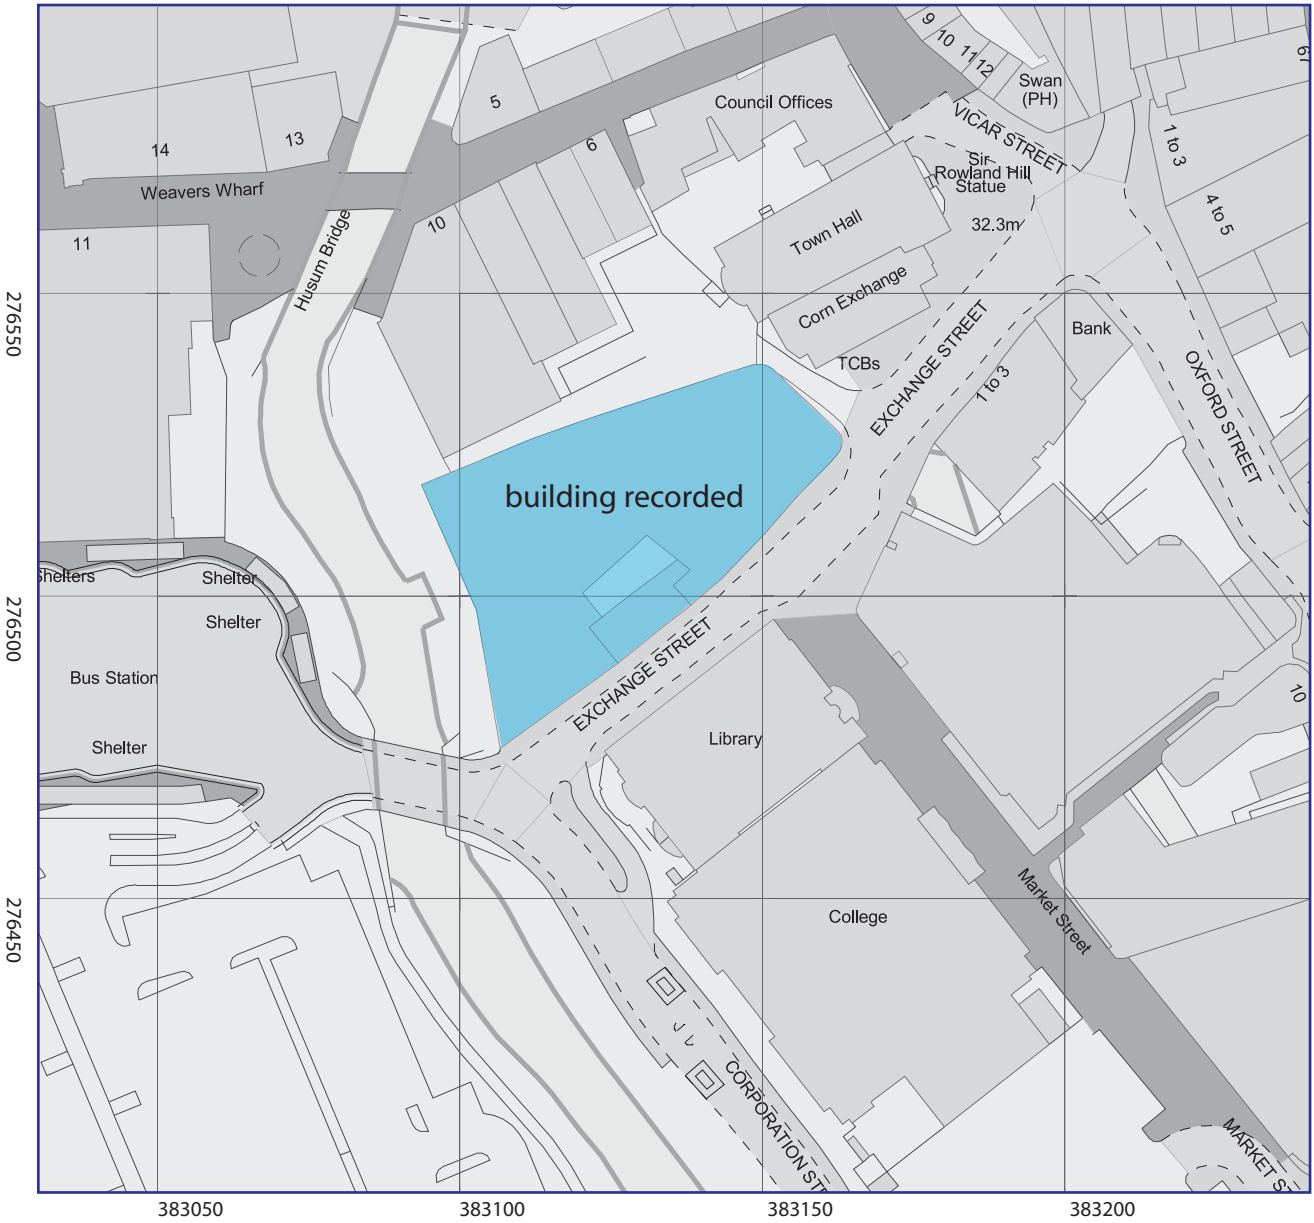 9
10
11
12
67
5
Council Offices
Swan
(PH)
VICAR STREET
14
13
6
1 to 3
Sir
Rowland Hill
Statue
Weavers Wharf
10
Town Hall
32.3m
4 to 5
11
Husum Bridge
Corn Exchange
276550
EXCHANGE STREET
Bank
TCBs
1 to 3
OXFORD STREET
building recorded
Shelters
Shelter
Shelter
276500
EXCHANGE STREET
Bus Station
10
Library
Shelter
Market Street
College
276450
CORPORATION STR
MARKET ST
383050
383100
383150
383200